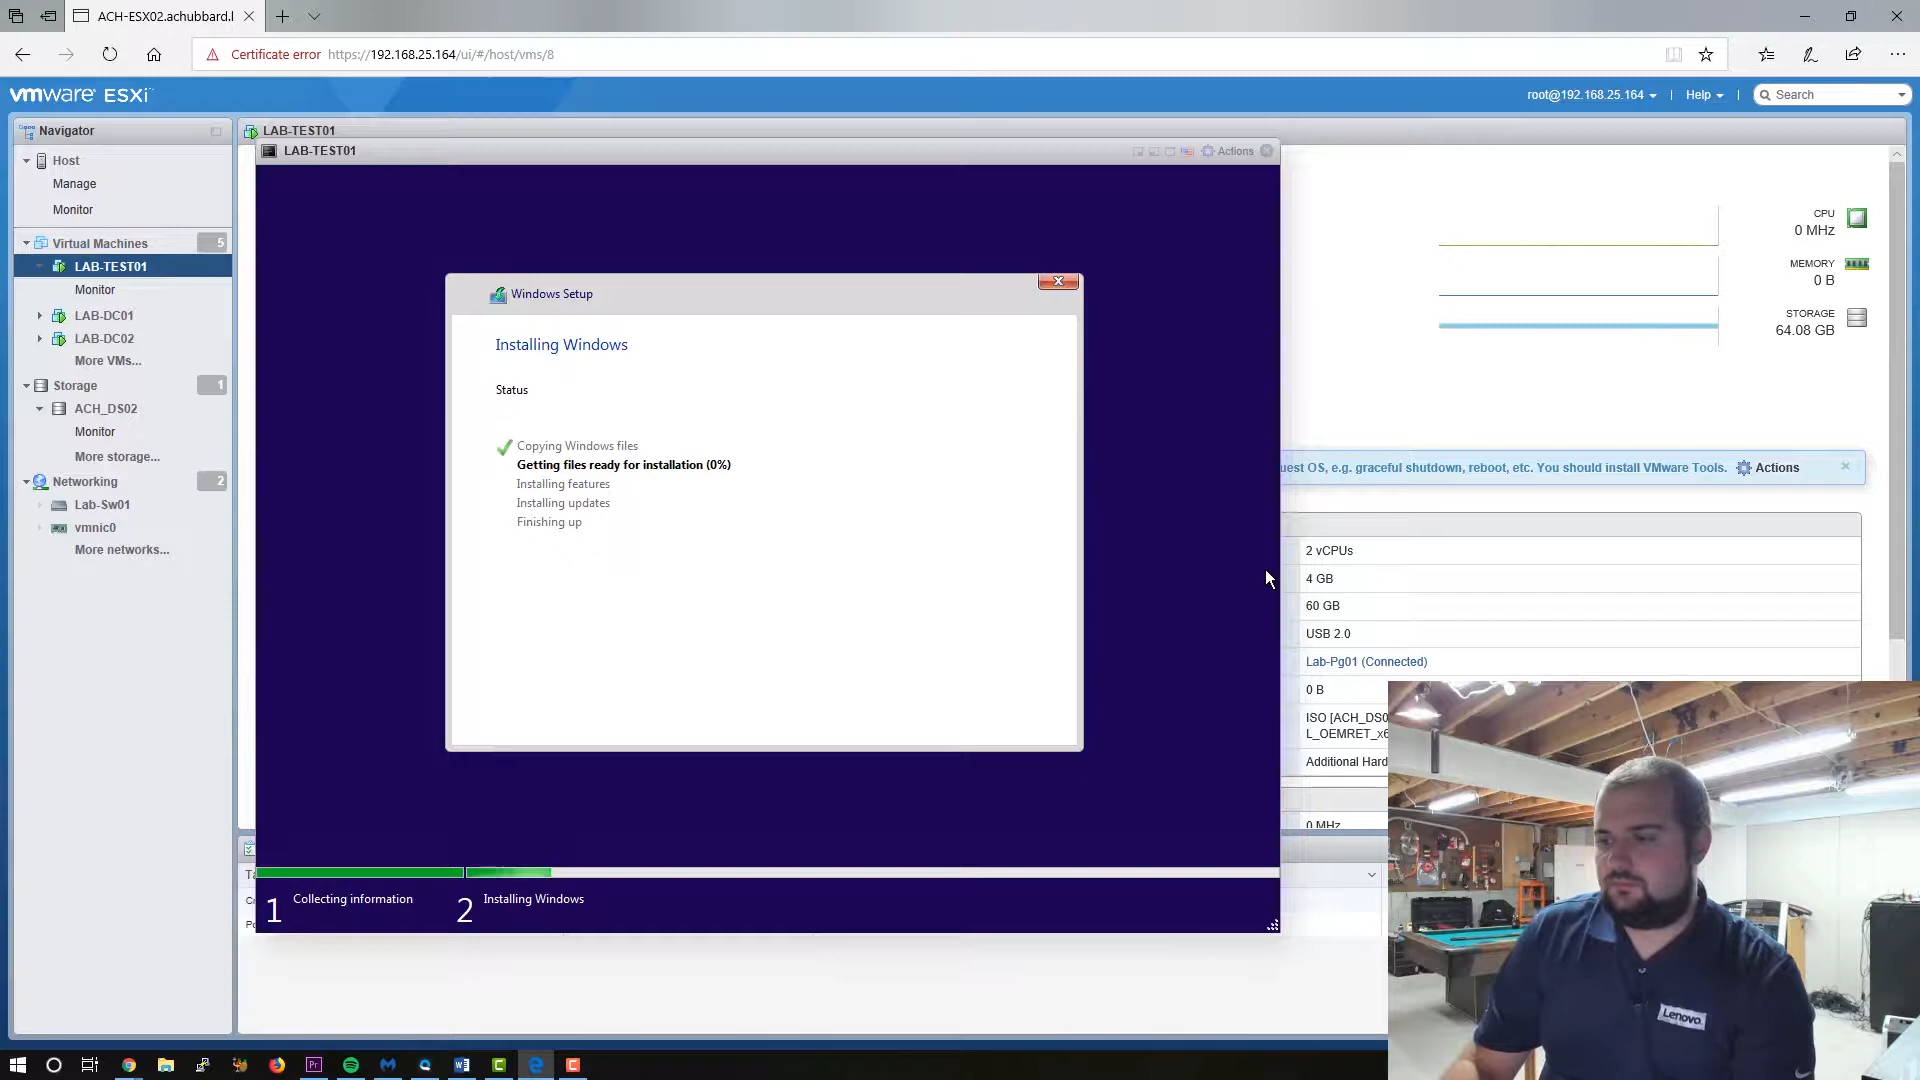 ACH-ESX02.achubbard.l
Certificate error https://192.168.25.164/ui/#/host/vms/8
vmware ESXi
root@192.168.25.164
Help
Search
Navigator
Host
Manage
Monitor
Virtual Machines 5
LAB-TEST01
Monitor
LAB-DC01
LAB-DC02
More VMs...
Storage 1
ACH_DS02
Monitor
More storage...
Networking 2
Lab-Sw01
vmnic0
More networks...
LAB-TEST01
LAB-TEST01
Actions
Windows Setup
Installing Windows
Status
Copying Windows files
Getting files ready for installation (0%)
Installing features
Installing updates
Finishing up
1 Collecting information
2 Installing Windows
CPU
0 MHz
MEMORY
0 B
STORAGE
64.08 GB
uest OS, e.g. graceful shutdown, reboot, etc. You should install VMware Tools. Actions
2 vCPUs
4 GB
60 GB
USB 2.0
Lab-Pg01 (Connected)
0 B
ISO [ACH_DS0
L_OEMRET_x6
Additional Hard
0 MHz
Lenovo